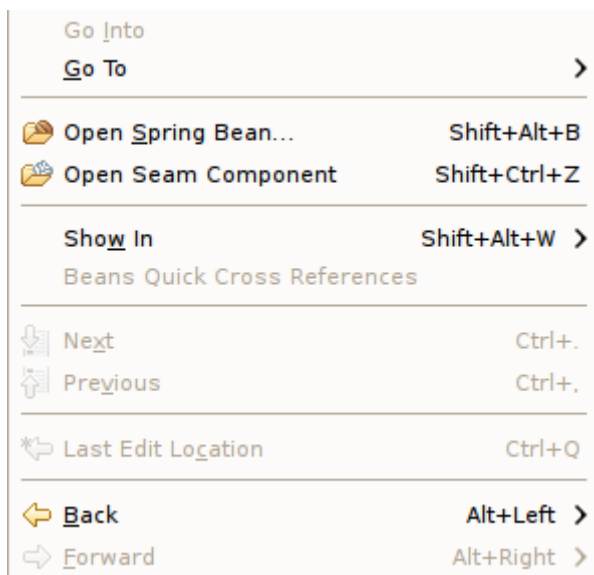 Go Into
Go To
Open Spring Bean... Shift+Alt+B
Open Seam Component Shift+Ctrl+Z
Show In Shift+Alt+W
Beans Quick Cross References
Next Ctrl+.
Previous Ctrl+,
Last Edit Location Ctrl+Q
Back Alt+Left
Forward Alt+Right